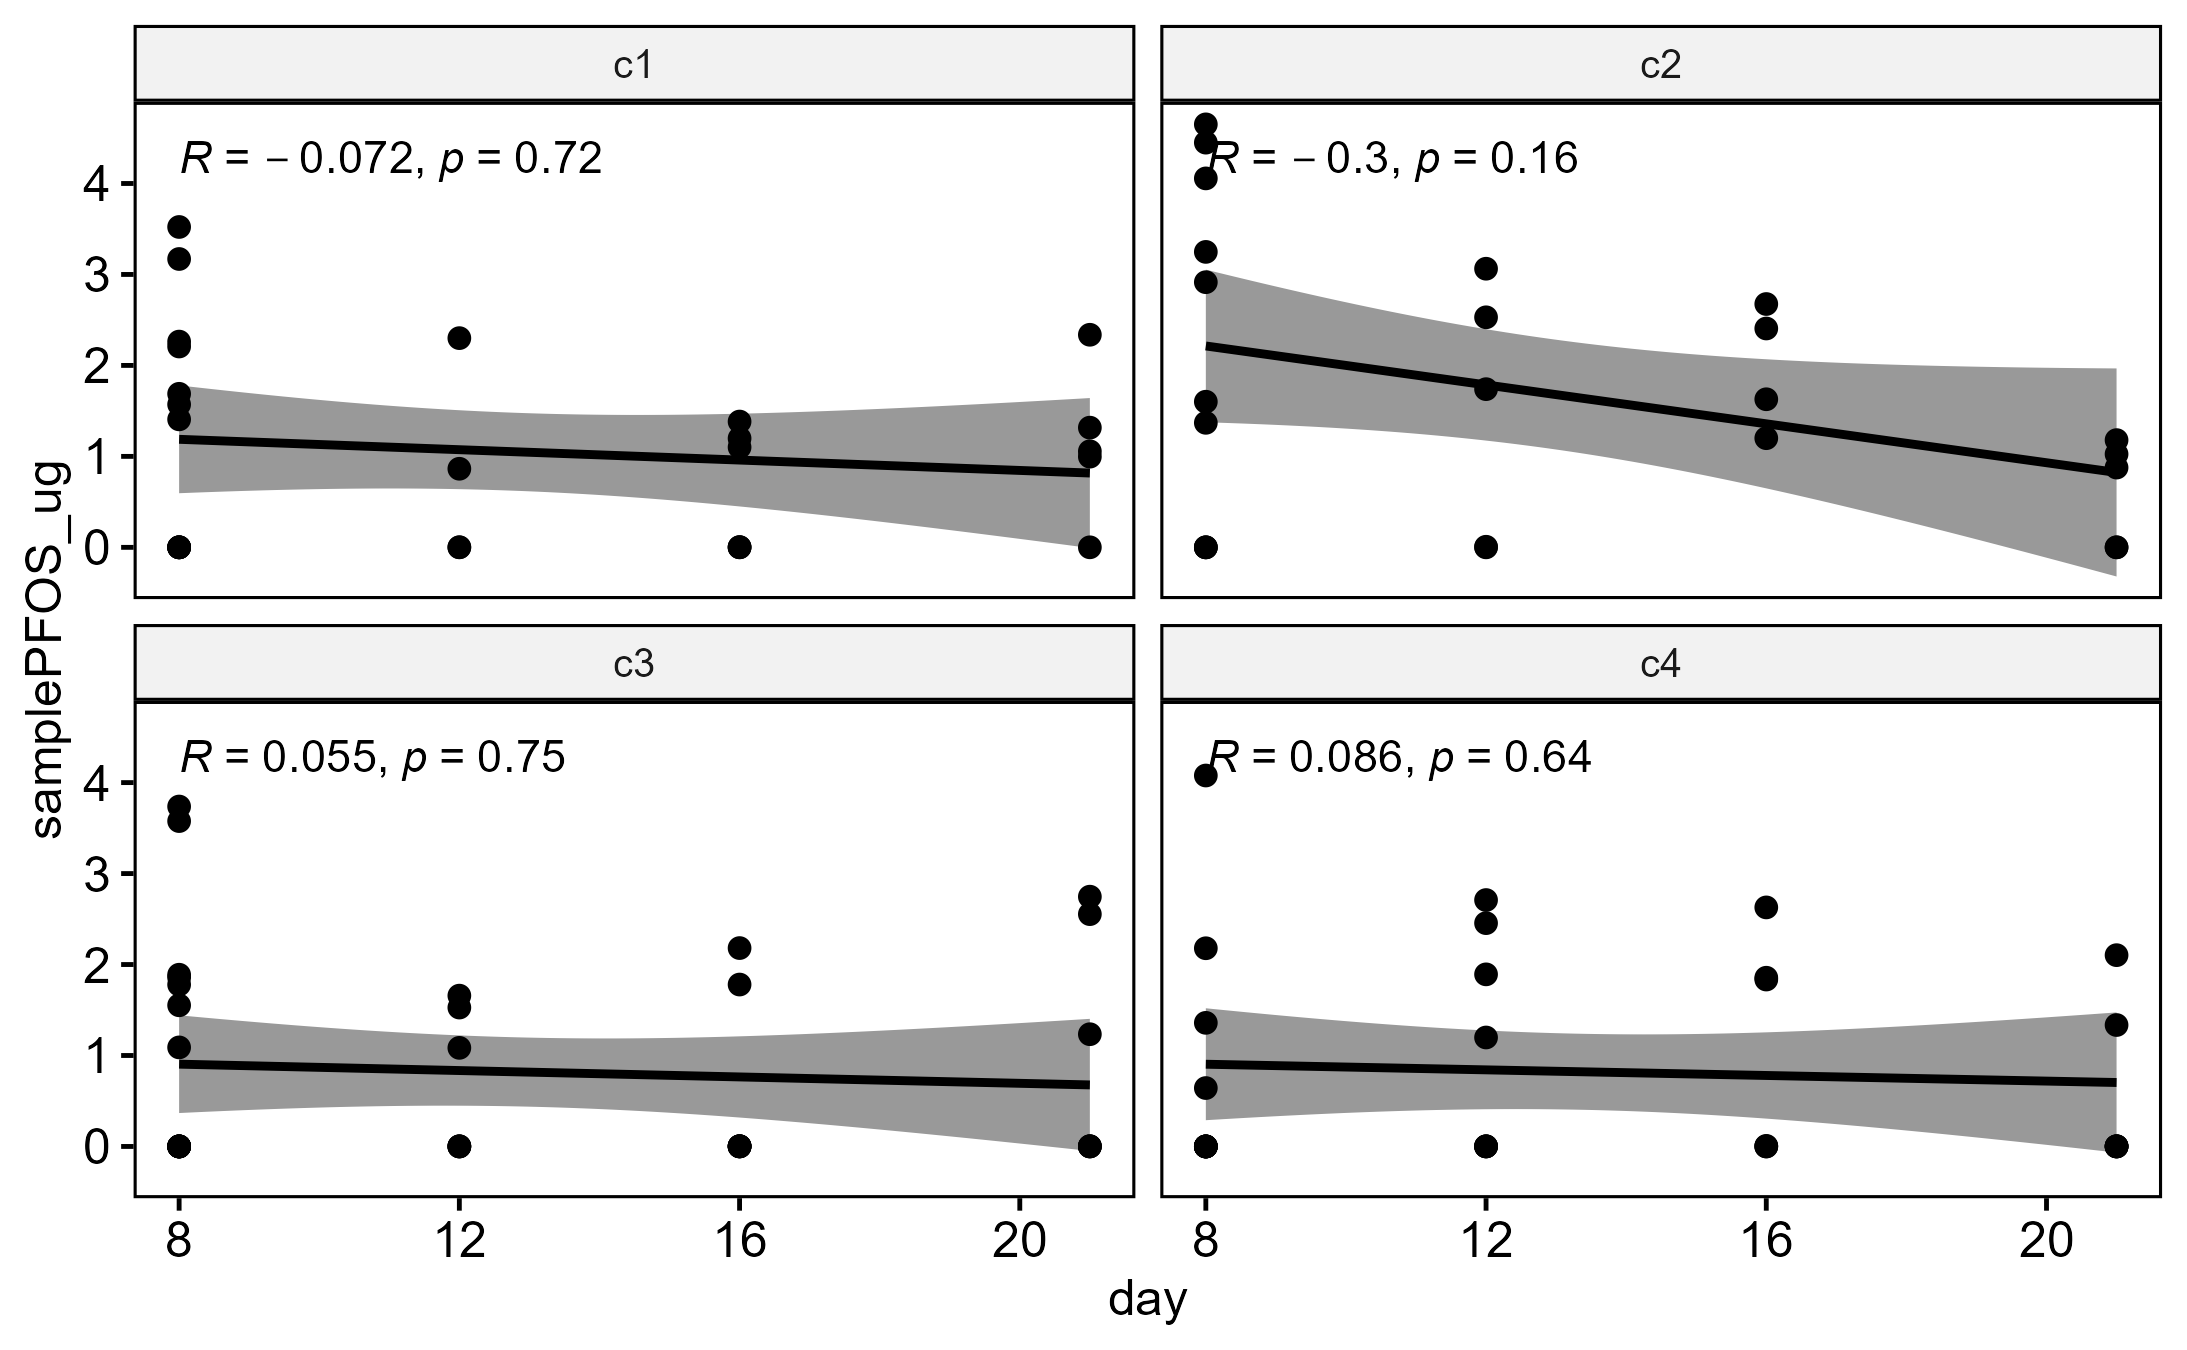 c1
c2
R = − 0.072, p = 0.72
R = − 0.3, p = 0.16
4
3
2
1
0
samplePFOS_ug
c3
c4
R = 0.055, p = 0.75
R = 0.086, p = 0.64
4
3
2
1
0
8 12 16 20
8 12 16 20
day